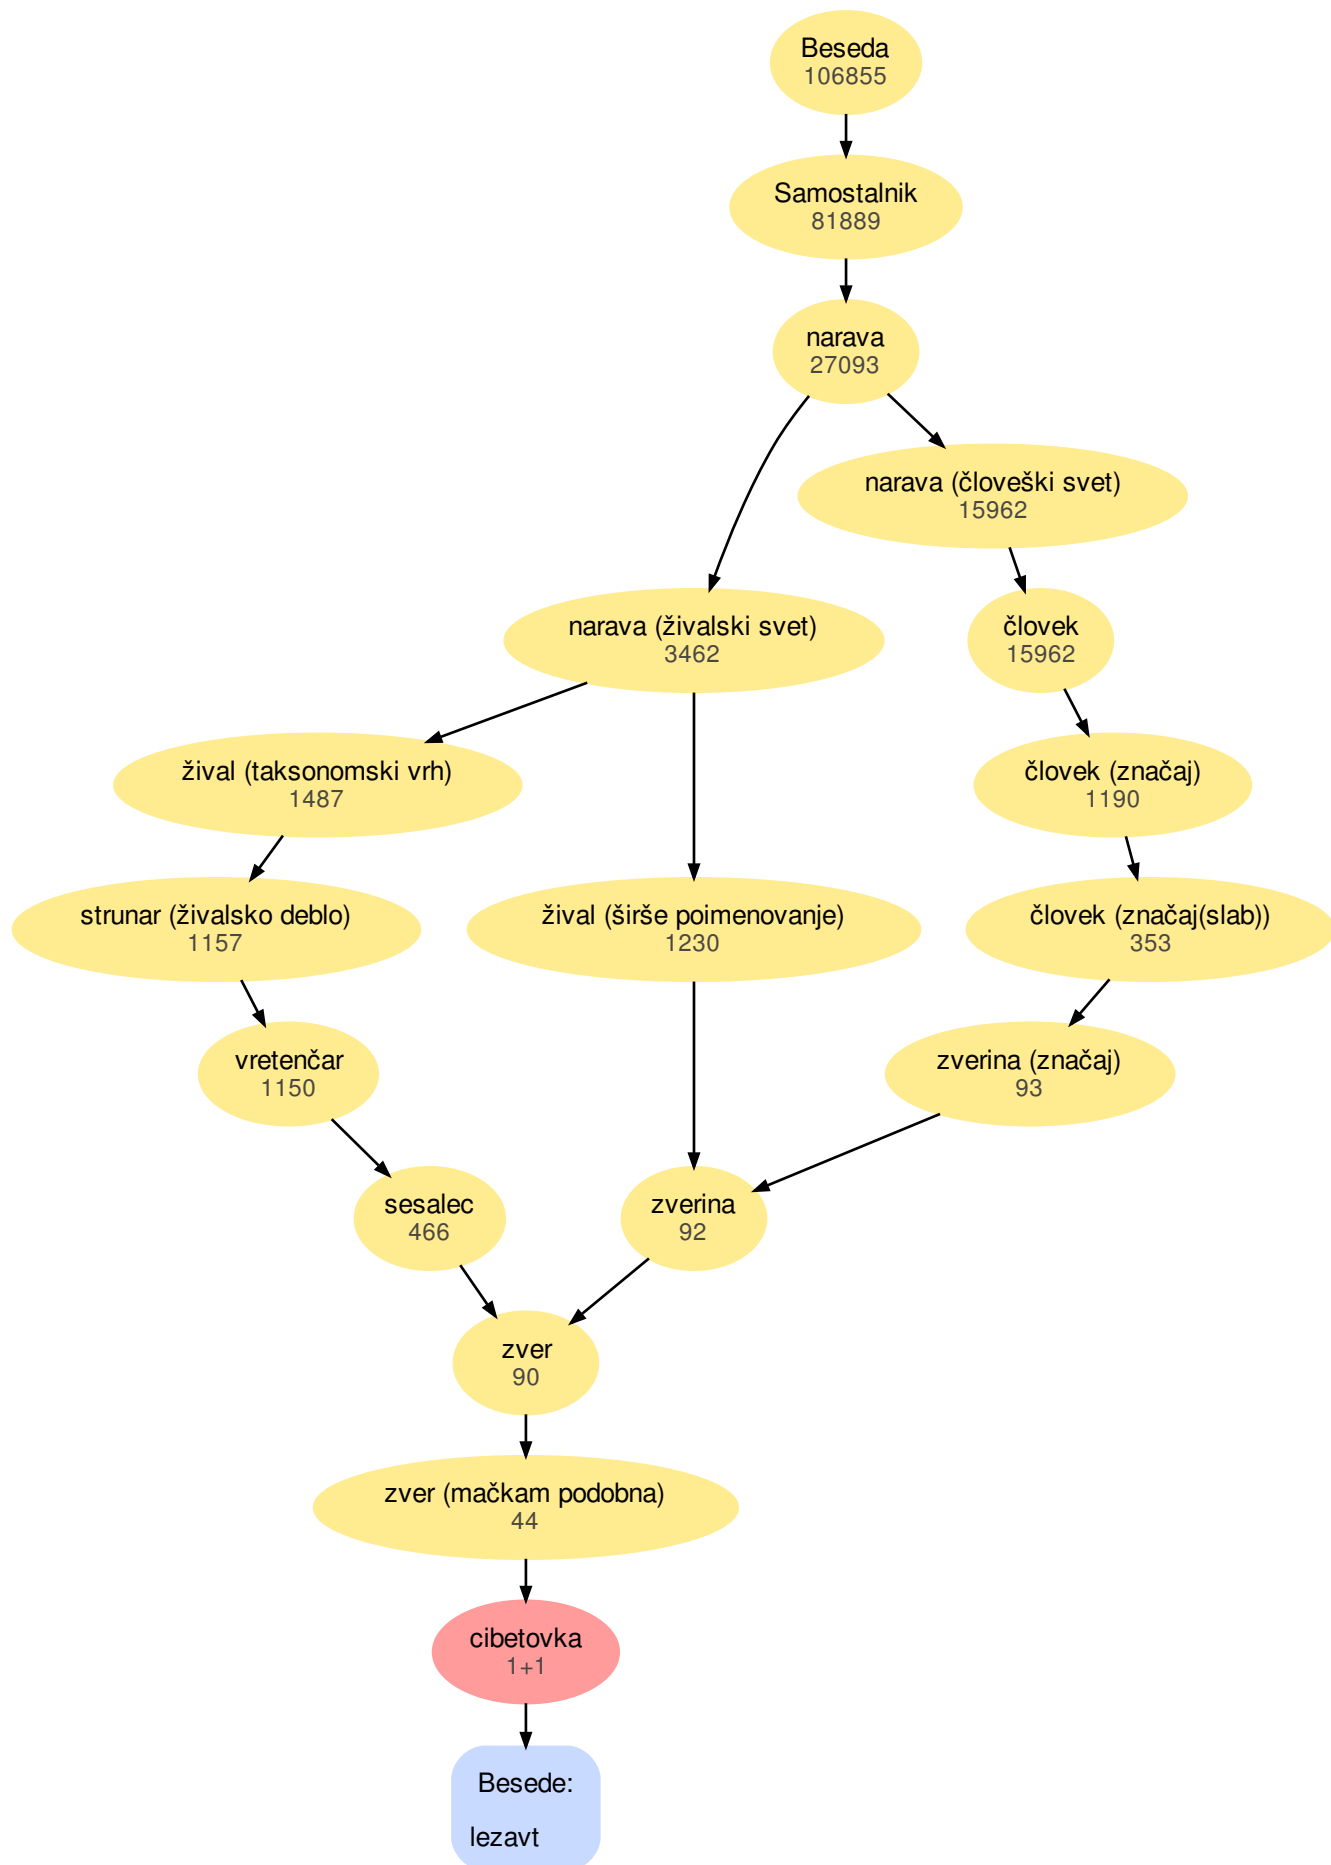 Beseda
106855
Samostalnik
81889
narava
27093
narava (človeški svet)
15962
narava (živalski svet)
3462
človek
15962
žival (taksonomski vrh)
1487
človek (značaj)
1190
strunar (živalsko deblo)
1157
žival (širše poimenovanje)
1230
človek (značaj(slab))
353
vretenčar
1150
zverina (značaj)
93
sesalec
466
zverina
92
zver
90
zver (mačkam podobna)
44
cibetovka
1+1
Besede:
lezavt